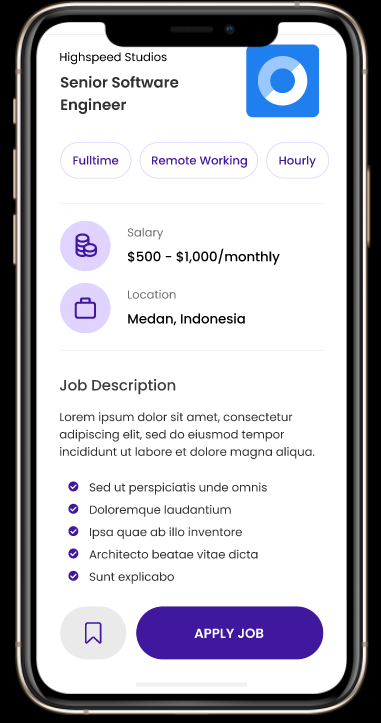 Highspeed Studios
Senior Software
Engineer
Fulltime
Remote Working
Hourly
Salary
$500 - $1,000/monthly
Location
Medan, Indonesia
Job Description
Lorem ipsum dolor sit amet, consectetur
adipiscing elit, sed do eiusmod tempor
incididunt ut labore et dolore magna aliqua.
Sed ut perspiciatis unde omnis
Doloremque laudantium
Ipsa quae ab illo inventore
Architecto beatae vitae dicta
Sunt explicabo
APPLY JOB